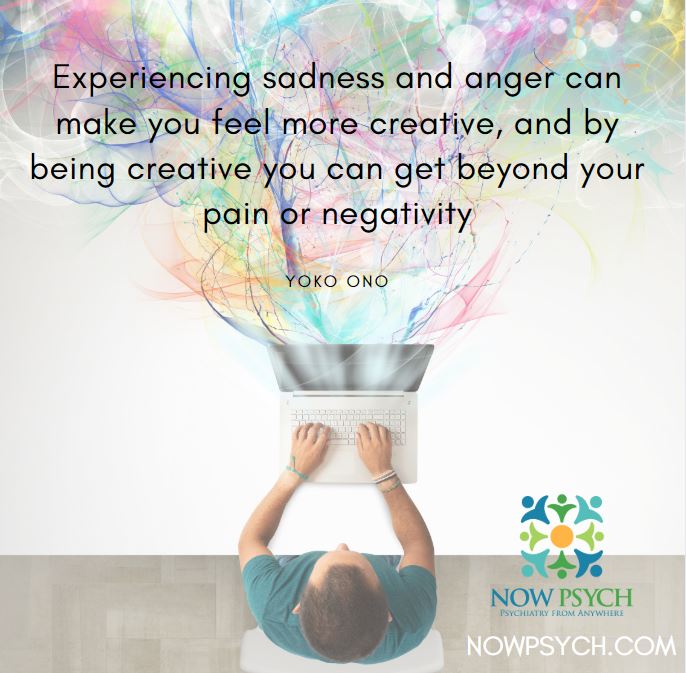 Experiencing sadness and anger can
make you feel more creative, and by
being creative you can get beyond your
pain or negativity
YOKO ONO
NOW PSYCH
PSYCHIATRY FROM ANYWHERE
NOWPSYCH.COM